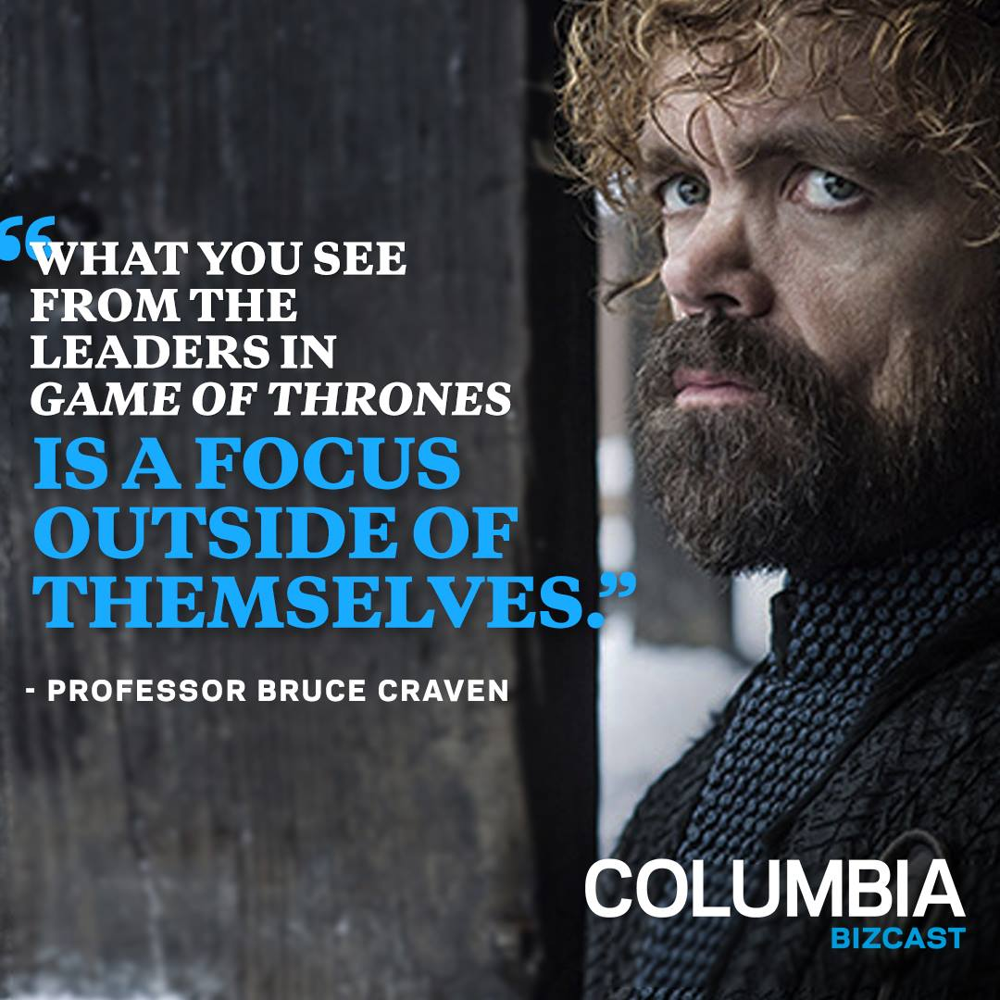 “WHAT YOU SEE
FROM THE
LEADERS IN
GAME OF THRONES
IS A FOCUS
OUTSIDE OF
THEMSELVES.”
- PROFESSOR BRUCE CRAVEN
COLUMBIA
BIZCAST